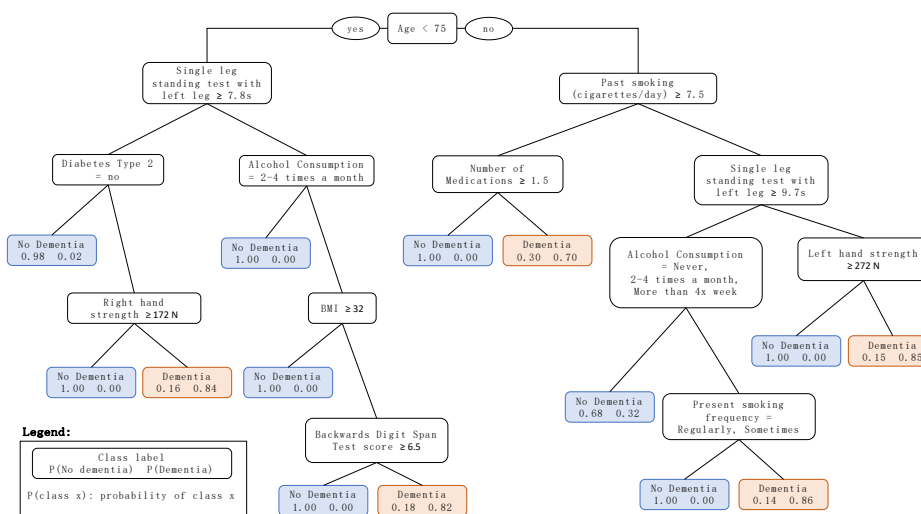 yes
Age < 75
no
Single leg
standing test with
left leg ≥ 7.8s
Past smoking
(cigarettes/day) ≥ 7.5
Diabetes Type 2
= no
Alcohol Consumption
= 2-4 times a month
Number of
Medications ≥ 1.5
Single leg
standing test with
left leg ≥ 9.7s
No Dementia
0.98 0.02
No Dementia
1.00 0.00
No Dementia
1.00 0.00
Dementia
0.30 0.70
Alcohol Consumption
= Never,
2-4 times a month,
More than 4x week
Left hand strength
≥ 272 N
Right hand
strength ≥ 172 N
BMI ≥ 32
No Dementia
1.00 0.00
Dementia
0.15 0.85
No Dementia
1.00 0.00
Dementia
0.16 0.84
No Dementia
1.00 0.00
No Dementia
0.68 0.32
Present smoking
frequency =
Regularly, Sometimes
Backwards Digit Span
Test score ≥ 6.5
No Dementia
1.00 0.00
Dementia
0.14 0.86
No Dementia
1.00 0.00
Dementia
0.18 0.82
Legend:
Class label
P(No dementia) P(Dementia)
P(class x): probability of class x